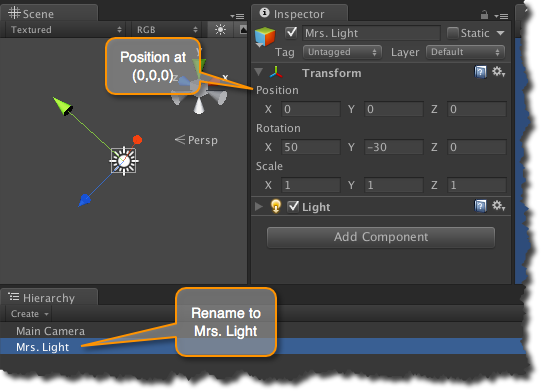 Scene
Textured
RGB
Position at
(0,0,0)
y
x
z
Persp
Inspector
Mrs. Light
Static
Tag
Untagged
Layer
Default
Transform
Position
X 0 Y 0 Z 0
Rotation
X 50 Y -30 Z 0
Scale
X 1 Y 1 Z 1
Light
Add Component
Hierarchy
Create
Main Camera
Mrs. Light
Rename to
Mrs. Light